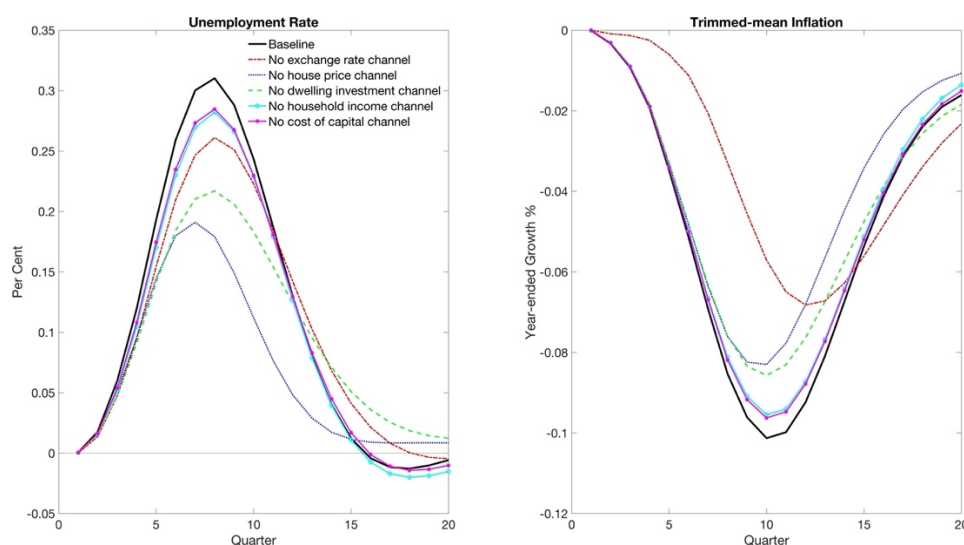 Unemployment Rate
0.35
0.3
0.25
0.2
0.15
0.1
0.05
0
-0.05
Per Cent
Baseline
No exchange rate channel
No house price channel
No dwelling investment channel
No household income channel
No cost of capital channel
0 5 10 15 20
Quarter
Trimmed-mean Inflation
0
-0.02
-0.04
-0.06
-0.08
-0.1
-0.12
Year-ended Growth %
0 5 10 15 20
Quarter